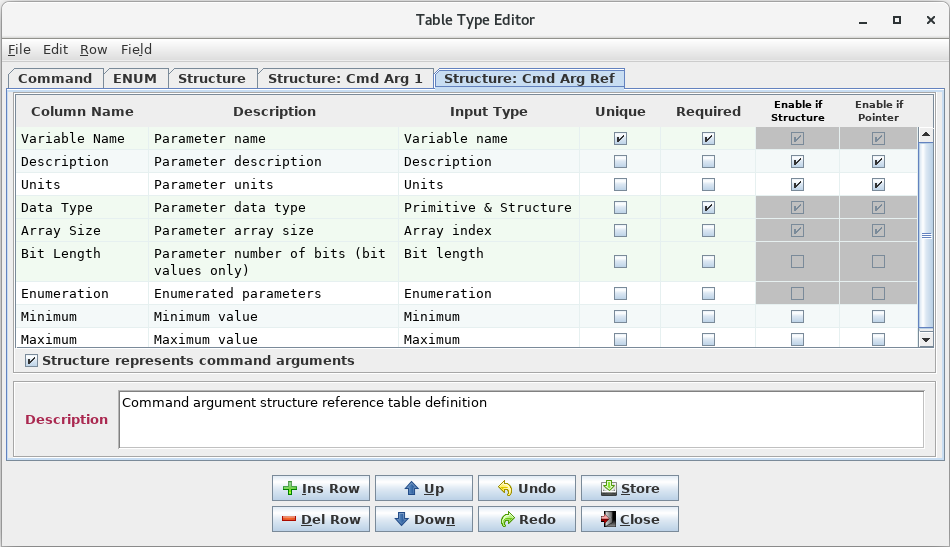 Table Type Editor
File Edit Row Field
Command ENUM Structure Structure: Cmd Arg 1 Structure: Cmd Arg Ref
Column Name Description Input Type Unique Required Enable if Structure Enable if Pointer
Variable Name Parameter name Variable name
Description Parameter description Description
Units Parameter units Units
Data Type Parameter data type Primitive & Structure
Array Size Parameter array size Array index
Bit Length Parameter number of bits (bit Bit length
values only)
Enumeration Enumerated parameters Enumeration
Minimum Minimum value Minimum
Maximum Maximum value Maximum
Structure represents command arguments
Description Command argument structure reference table definition
Ins Row Up Undo Store
Del Row Down Redo Close